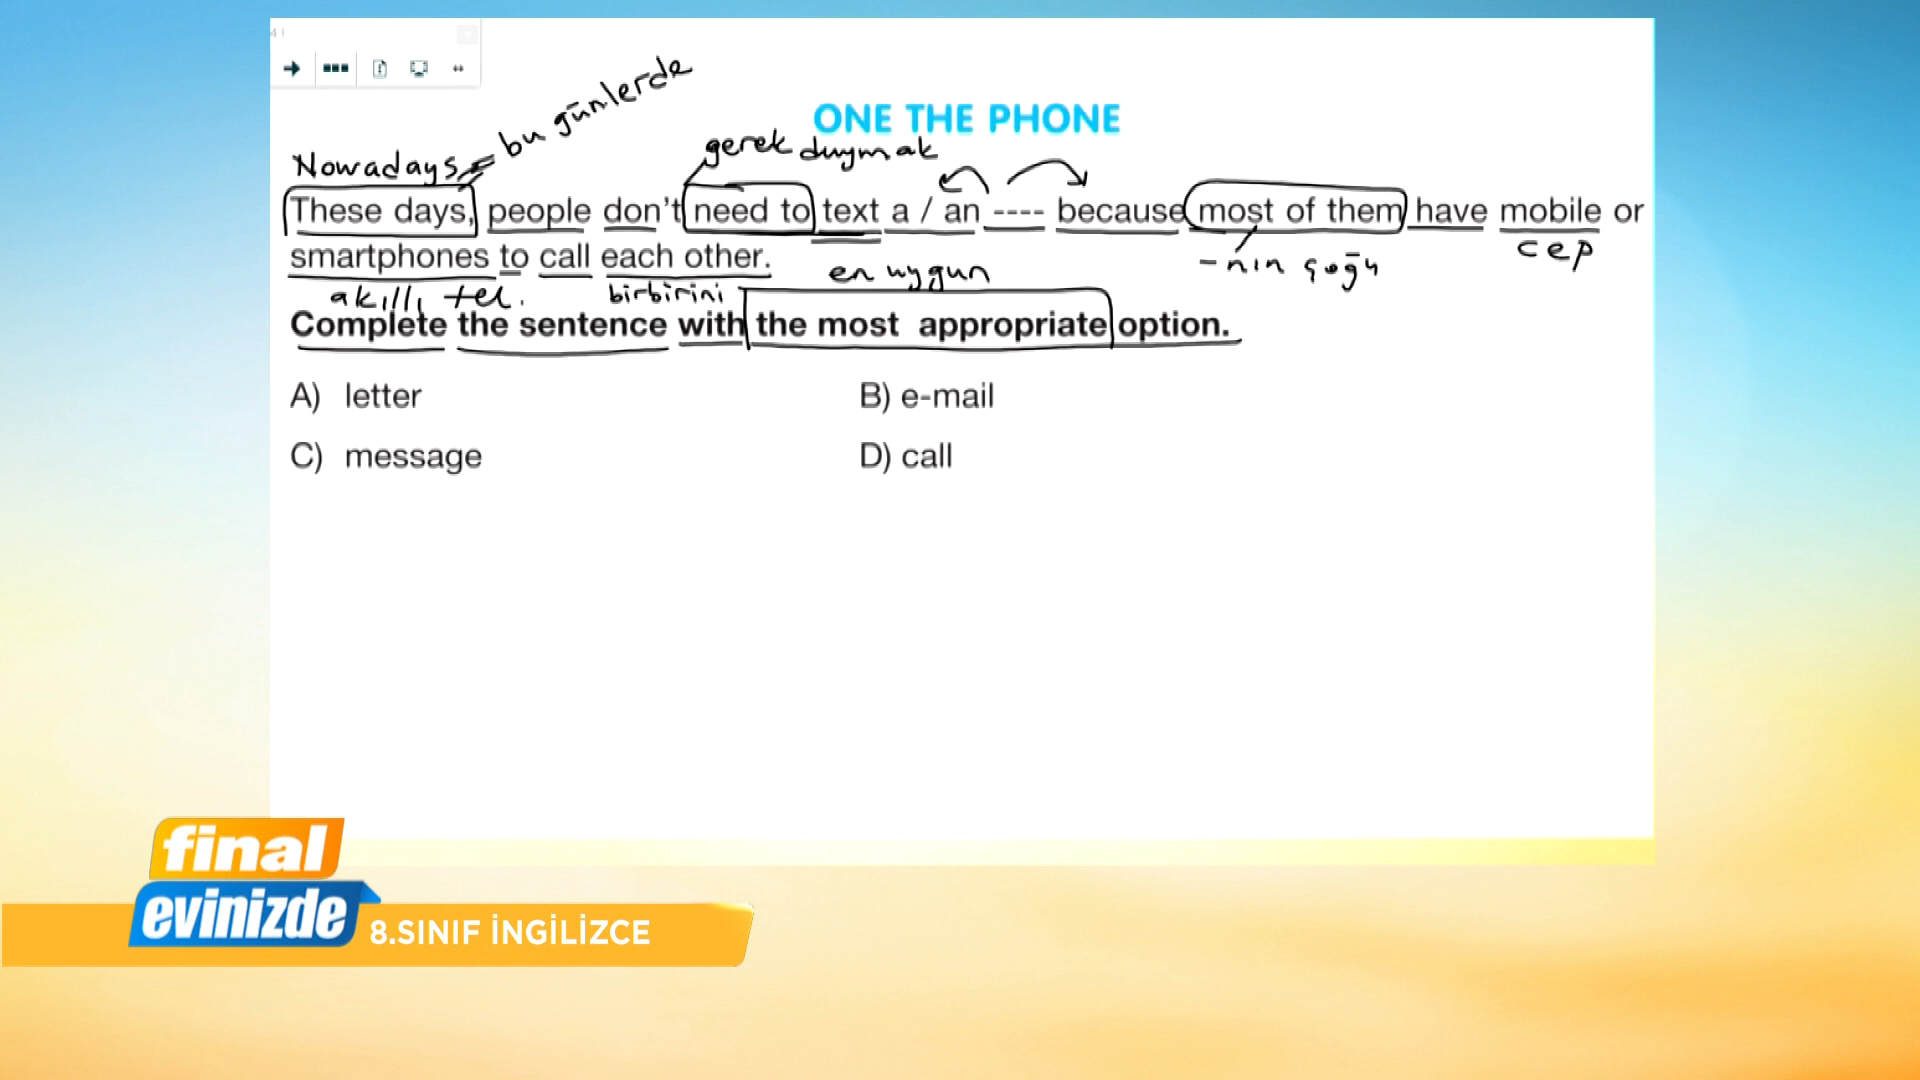 ONE THE PHONE
Nowadays = bu günlerde
gerek duymak
These days, people don't need to text a / an ---- because most of them have mobile or
cep
-nın çoğu
smartphones to call each other.
en uygun
akıllı tel.
birbirini
Complete the sentence with the most appropriate option.
A) letter
B) e-mail
C) message
D) call
final
evinizde
8.SINIF İNGİLİZCE